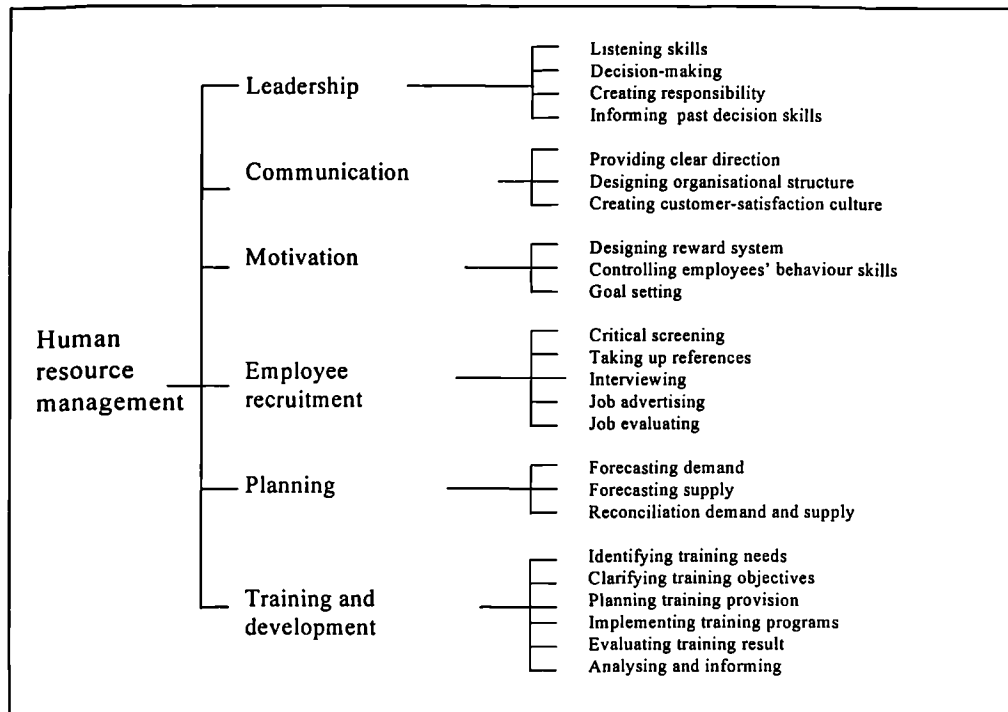 Human
resource
management
Leadership
Listening skills
Decision-making
Creating responsibility
Informing past decision skills
Communication
Providing clear direction
Designing organisational structure
Creating customer-satisfaction culture
Motivation
Designing reward system
Controlling employees' behaviour skills
Goal setting
Employee
recruitment
Critical screening
Taking up references
Interviewing
Job advertising
Job evaluating
Planning
Forecasting demand
Forecasting supply
Reconciliation demand and supply
Training and
development
Identifying training needs
Clarifying training objectives
Planning training provision
Implementing training programs
Evaluating training result
Analysing and informing